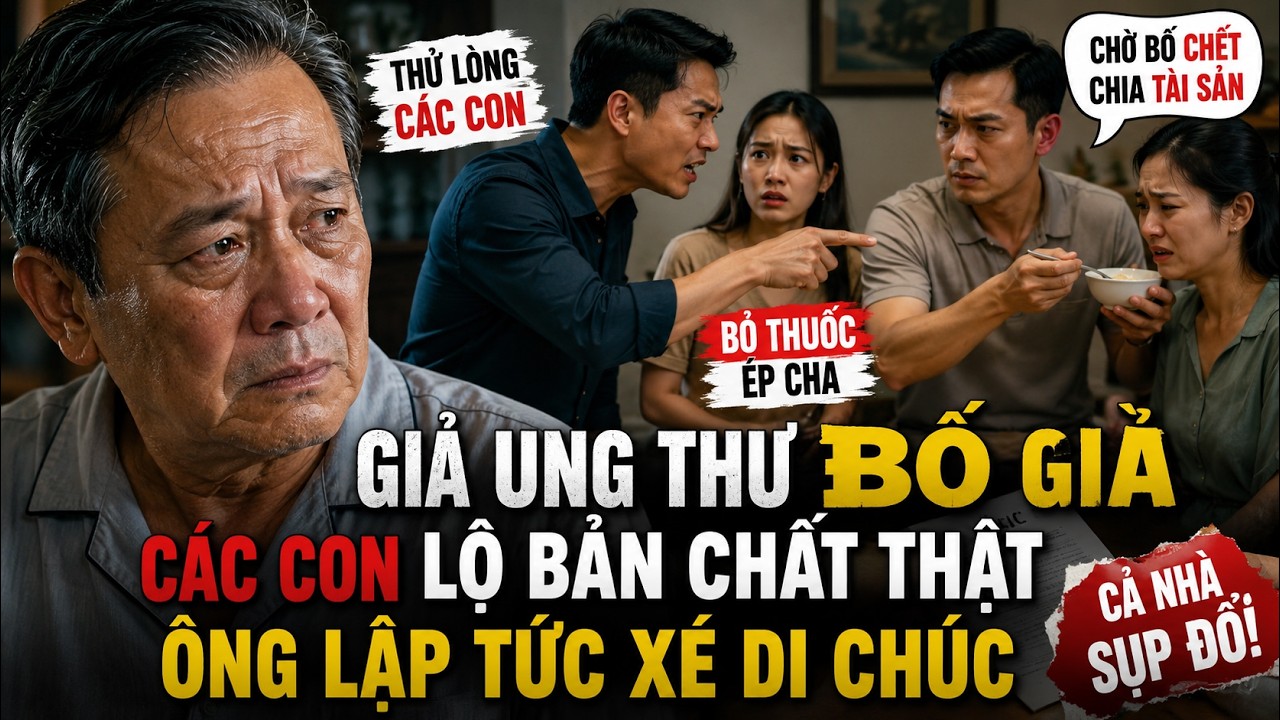 THỬ LÒNG
CÁC CON
CHỜ BỐ CHẾT
CHIA TÀI SẢN
BỎ THUỐC
ÉP CHA
GIẢ UNG THƯ BỐ GIẢ
CÁC CON LỘ BẢN CHẤT THẬT
ÔNG LẬP TỨC XÉ DI CHÚC
CẢ NHÀ
SỤP ĐỔ!